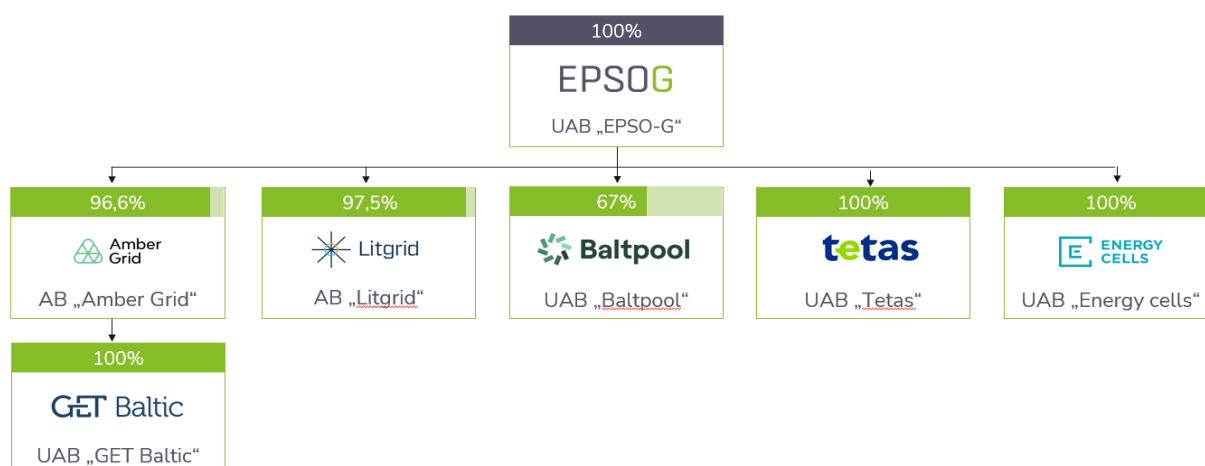 100%
EPSOG
UAB „EPSO-G“
96,6%
97,5%
67%
100%
100%
Amber
Grid
Litgrid
Baltpool
tetas
ENERGY
CELLS
AB „Amber Grid“
AB „Litgrid“
UAB „Baltpool“
UAB „Tetas“
UAB „Energy cells“
100%
GET Baltic
UAB „GET Baltic“